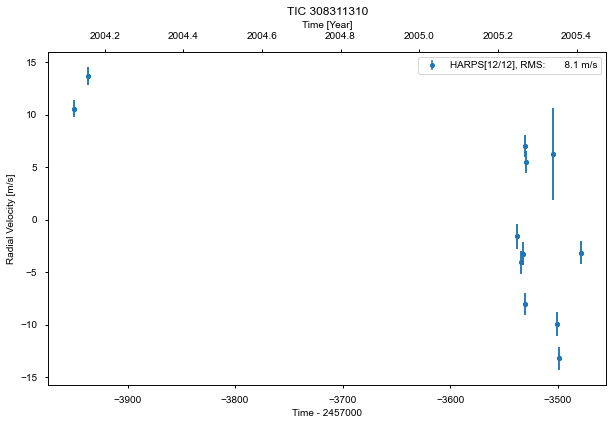 TIC 308311310
Time [Year]
2004.2 2004.4 2004.6 2004.8 2005.0 2005.2 2005.4
HARPS[12/12], RMS: 8.1 m/s
Radial Velocity [m/s]
15
10
5
0
−5
−10
−15
−3900 −3800 −3700 −3600 −3500
Time - 2457000